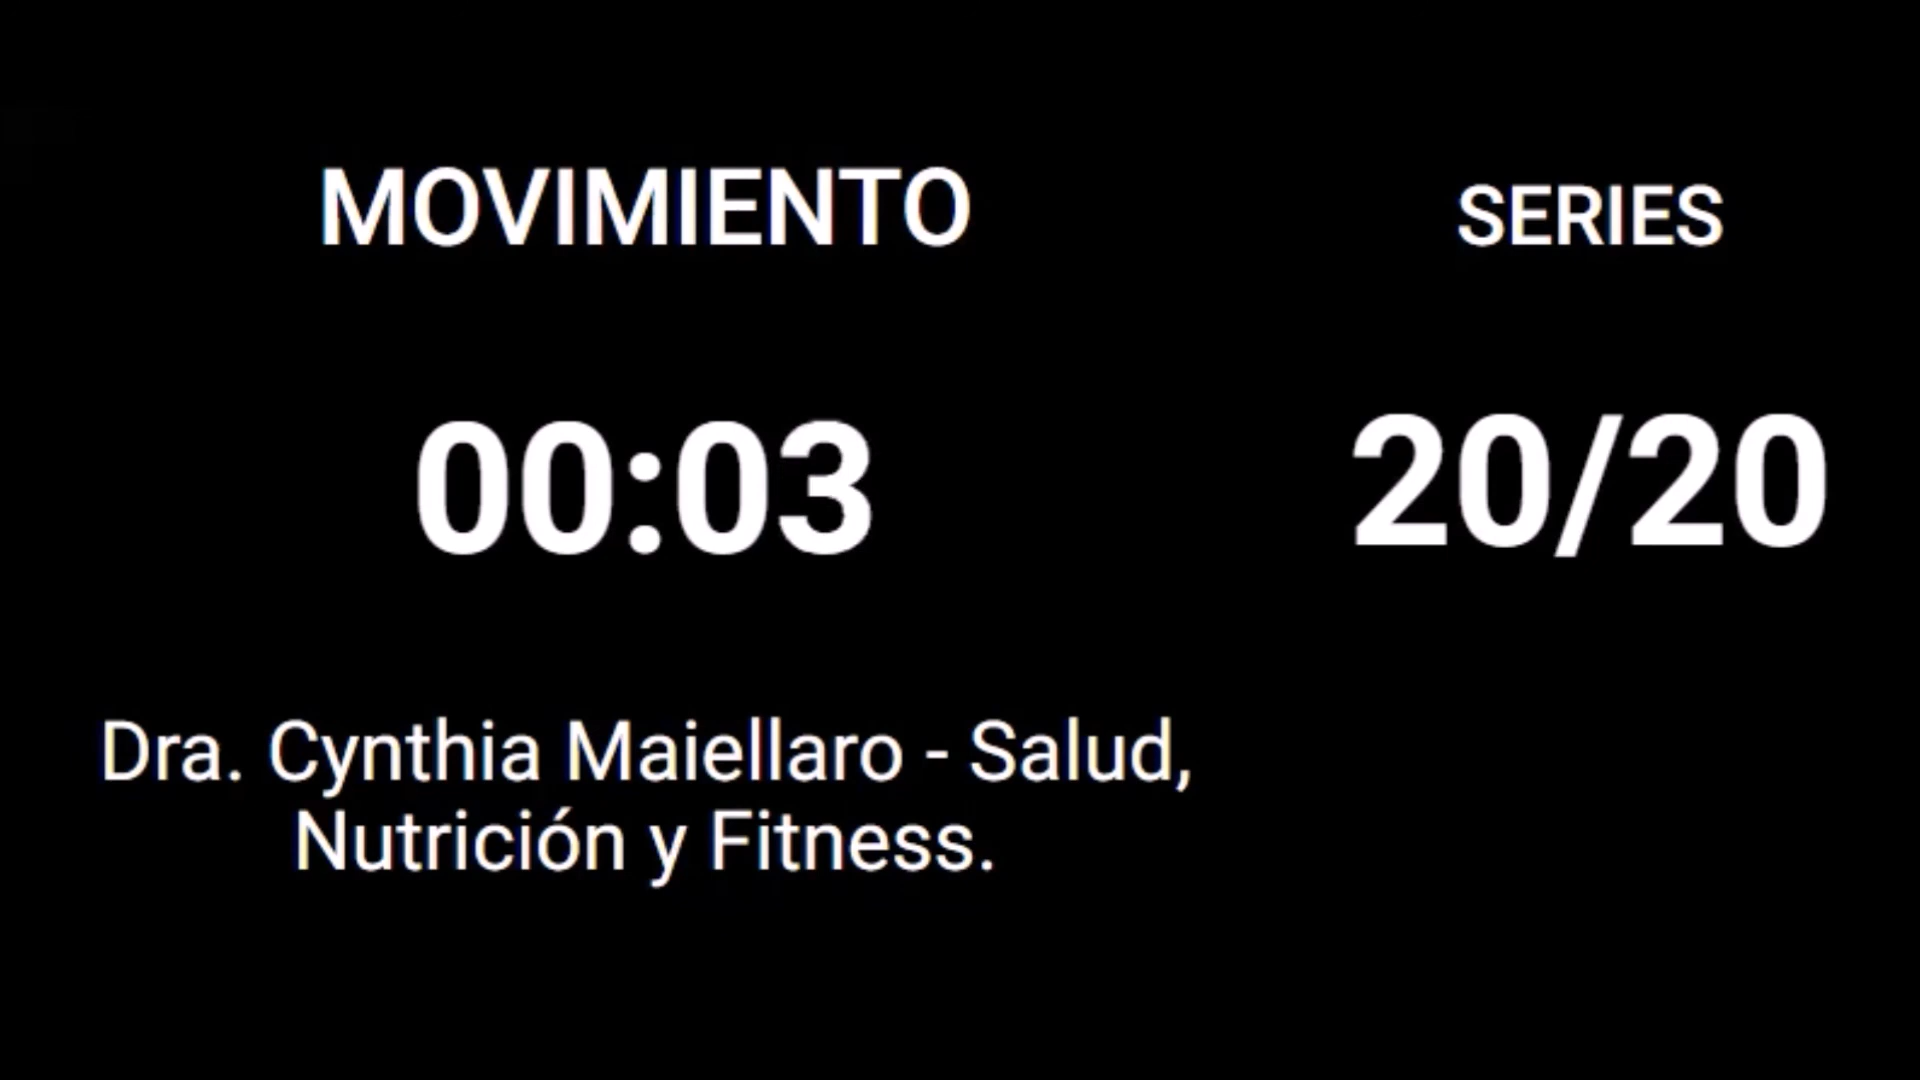 MOVIMIENTO
SERIES
00:03
20/20
Dra. Cynthia Maiellaro - Salud,
Nutrición y Fitness.